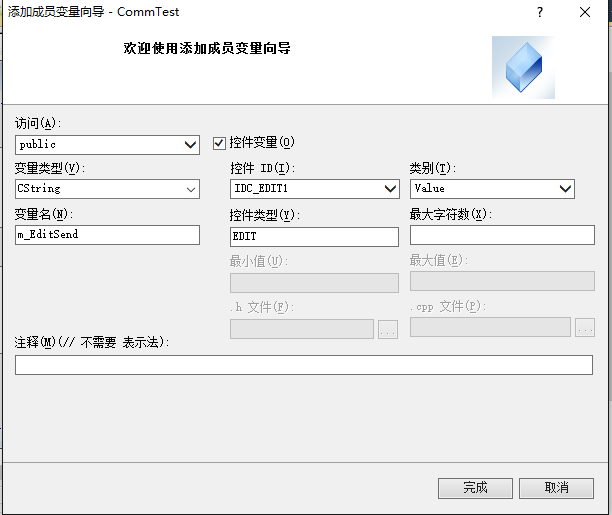 添加成员变量向导 - CommTest
?
欢迎使用添加成员变量向导
访问(A):
public
控件变量(O)
变量类型(V):
控件 ID(I):
类别(T):
CString
IDC_EDIT1
Value
变量名(N):
控件类型(Y):
最大字符数(X):
m_EditSend
EDIT
最小值(U):
最大值(E):
.h 文件(F):
.cpp 文件(P):
...
...
注释(M)(// 不需要 表示法):
完成
取消